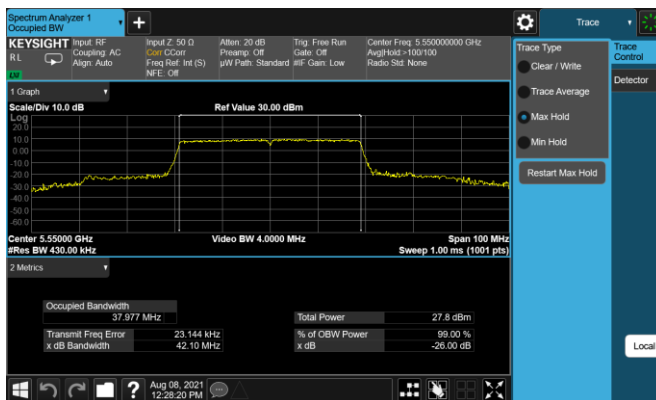 Spectrum Analyzer 1
Occupied BW
Trace
KEYSIGHT
R L
LXI
Input: RF
Coupling: AC
Align: Auto
Input Z: 50 Ω
Corr CCorr
Freq Ref: Int (S)
NFE: Off
Atten: 20 dB
Preamp: Off
µW Path: Standard
Trig: Free Run
Gate: Off
#IF Gain: Low
Center Freq: 5.550000000 GHz
Avg|Hold:>100/100
Radio Std: None
1 Graph
Scale/Div 10.0 dB
Ref Value 30.00 dBm
Log
20.0
10.0
0.00
-10.0
-20.0
-30.0
-40.0
-50.0
-60.0
Center 5.55000 GHz
Video BW 4.0000 MHz
Span 100 MHz
#Res BW 430.00 kHz
Sweep 1.00 ms (1001 pts)
2 Metrics
Occupied Bandwidth
37.977 MHz
Total Power 27.8 dBm
Transmit Freq Error 23.144 kHz
% of OBW Power 99.00 %
x dB Bandwidth 42.10 MHz
x dB -26.00 dB
Aug 08, 2021
12:28:20 PM
Trace Type
Clear / Write
Trace Average
Max Hold
Min Hold
Restart Max Hold
Trace
Control
Detector
Local